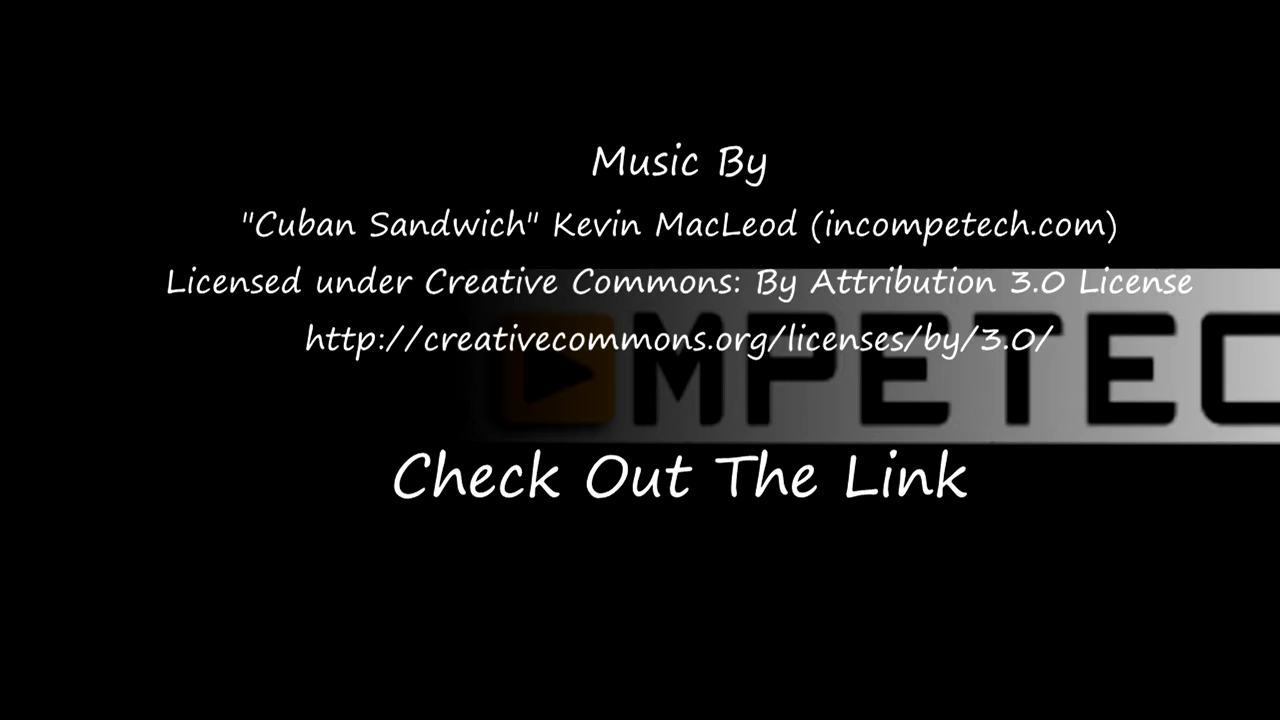 Music By
"Cuban Sandwich" Kevin MacLeod (incompetech.com)
Licensed under Creative Commons: By Attribution 3.0 License
http://creativecommons.org/licenses/by/3.0/
MPETEC
Check Out The Link